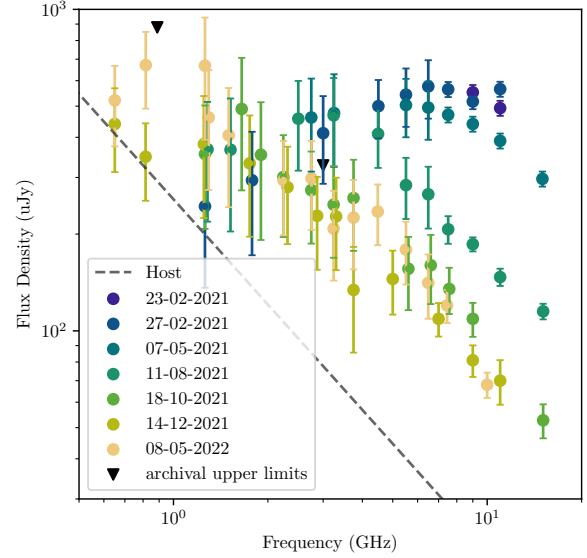 10³
10²
Flux Density (uJy)
Host
23-02-2021
27-02-2021
07-05-2021
11-08-2021
18-10-2021
14-12-2021
08-05-2022
archival upper limits
10⁰ 10¹
Frequency (GHz)